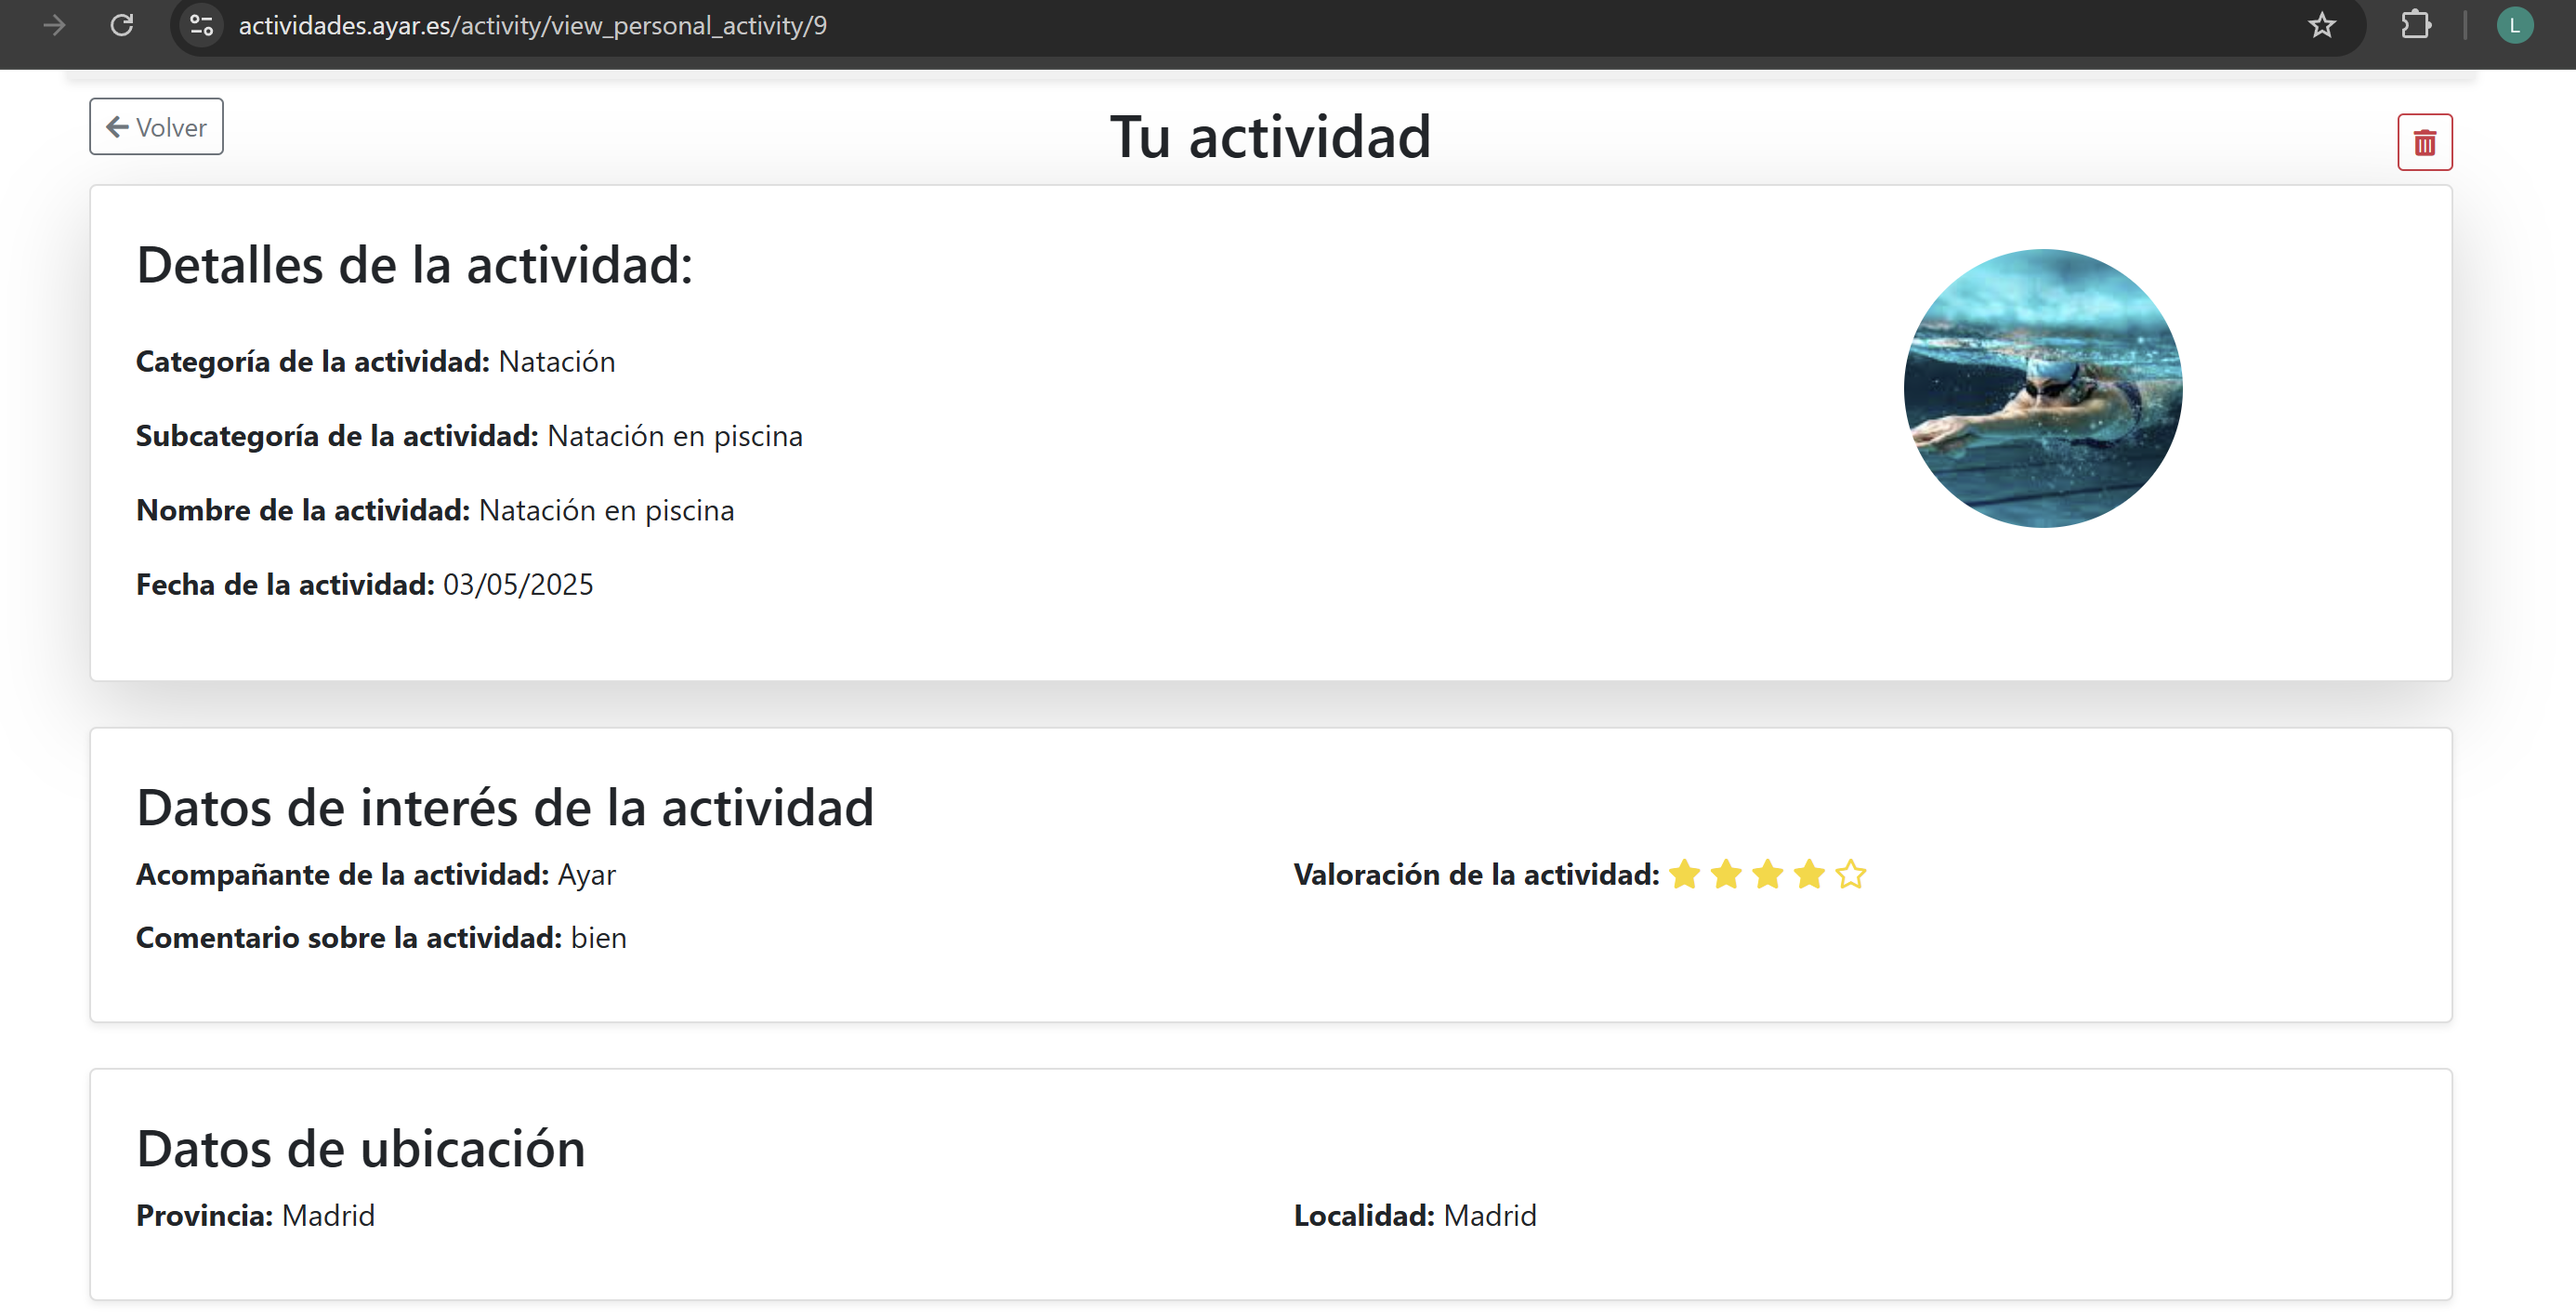 actividades.ayar.es/activity/view_personal_activity/9
L
Volver
Tu actividad
Detalles de la actividad:
Categoría de la actividad: Natación
Subcategoría de la actividad: Natación en piscina
Nombre de la actividad: Natación en piscina
Fecha de la actividad: 03/05/2025
Datos de interés de la actividad
Acompañante de la actividad: Ayar
Valoración de la actividad:
Comentario sobre la actividad: bien
Datos de ubicación
Provincia: Madrid
Localidad: Madrid